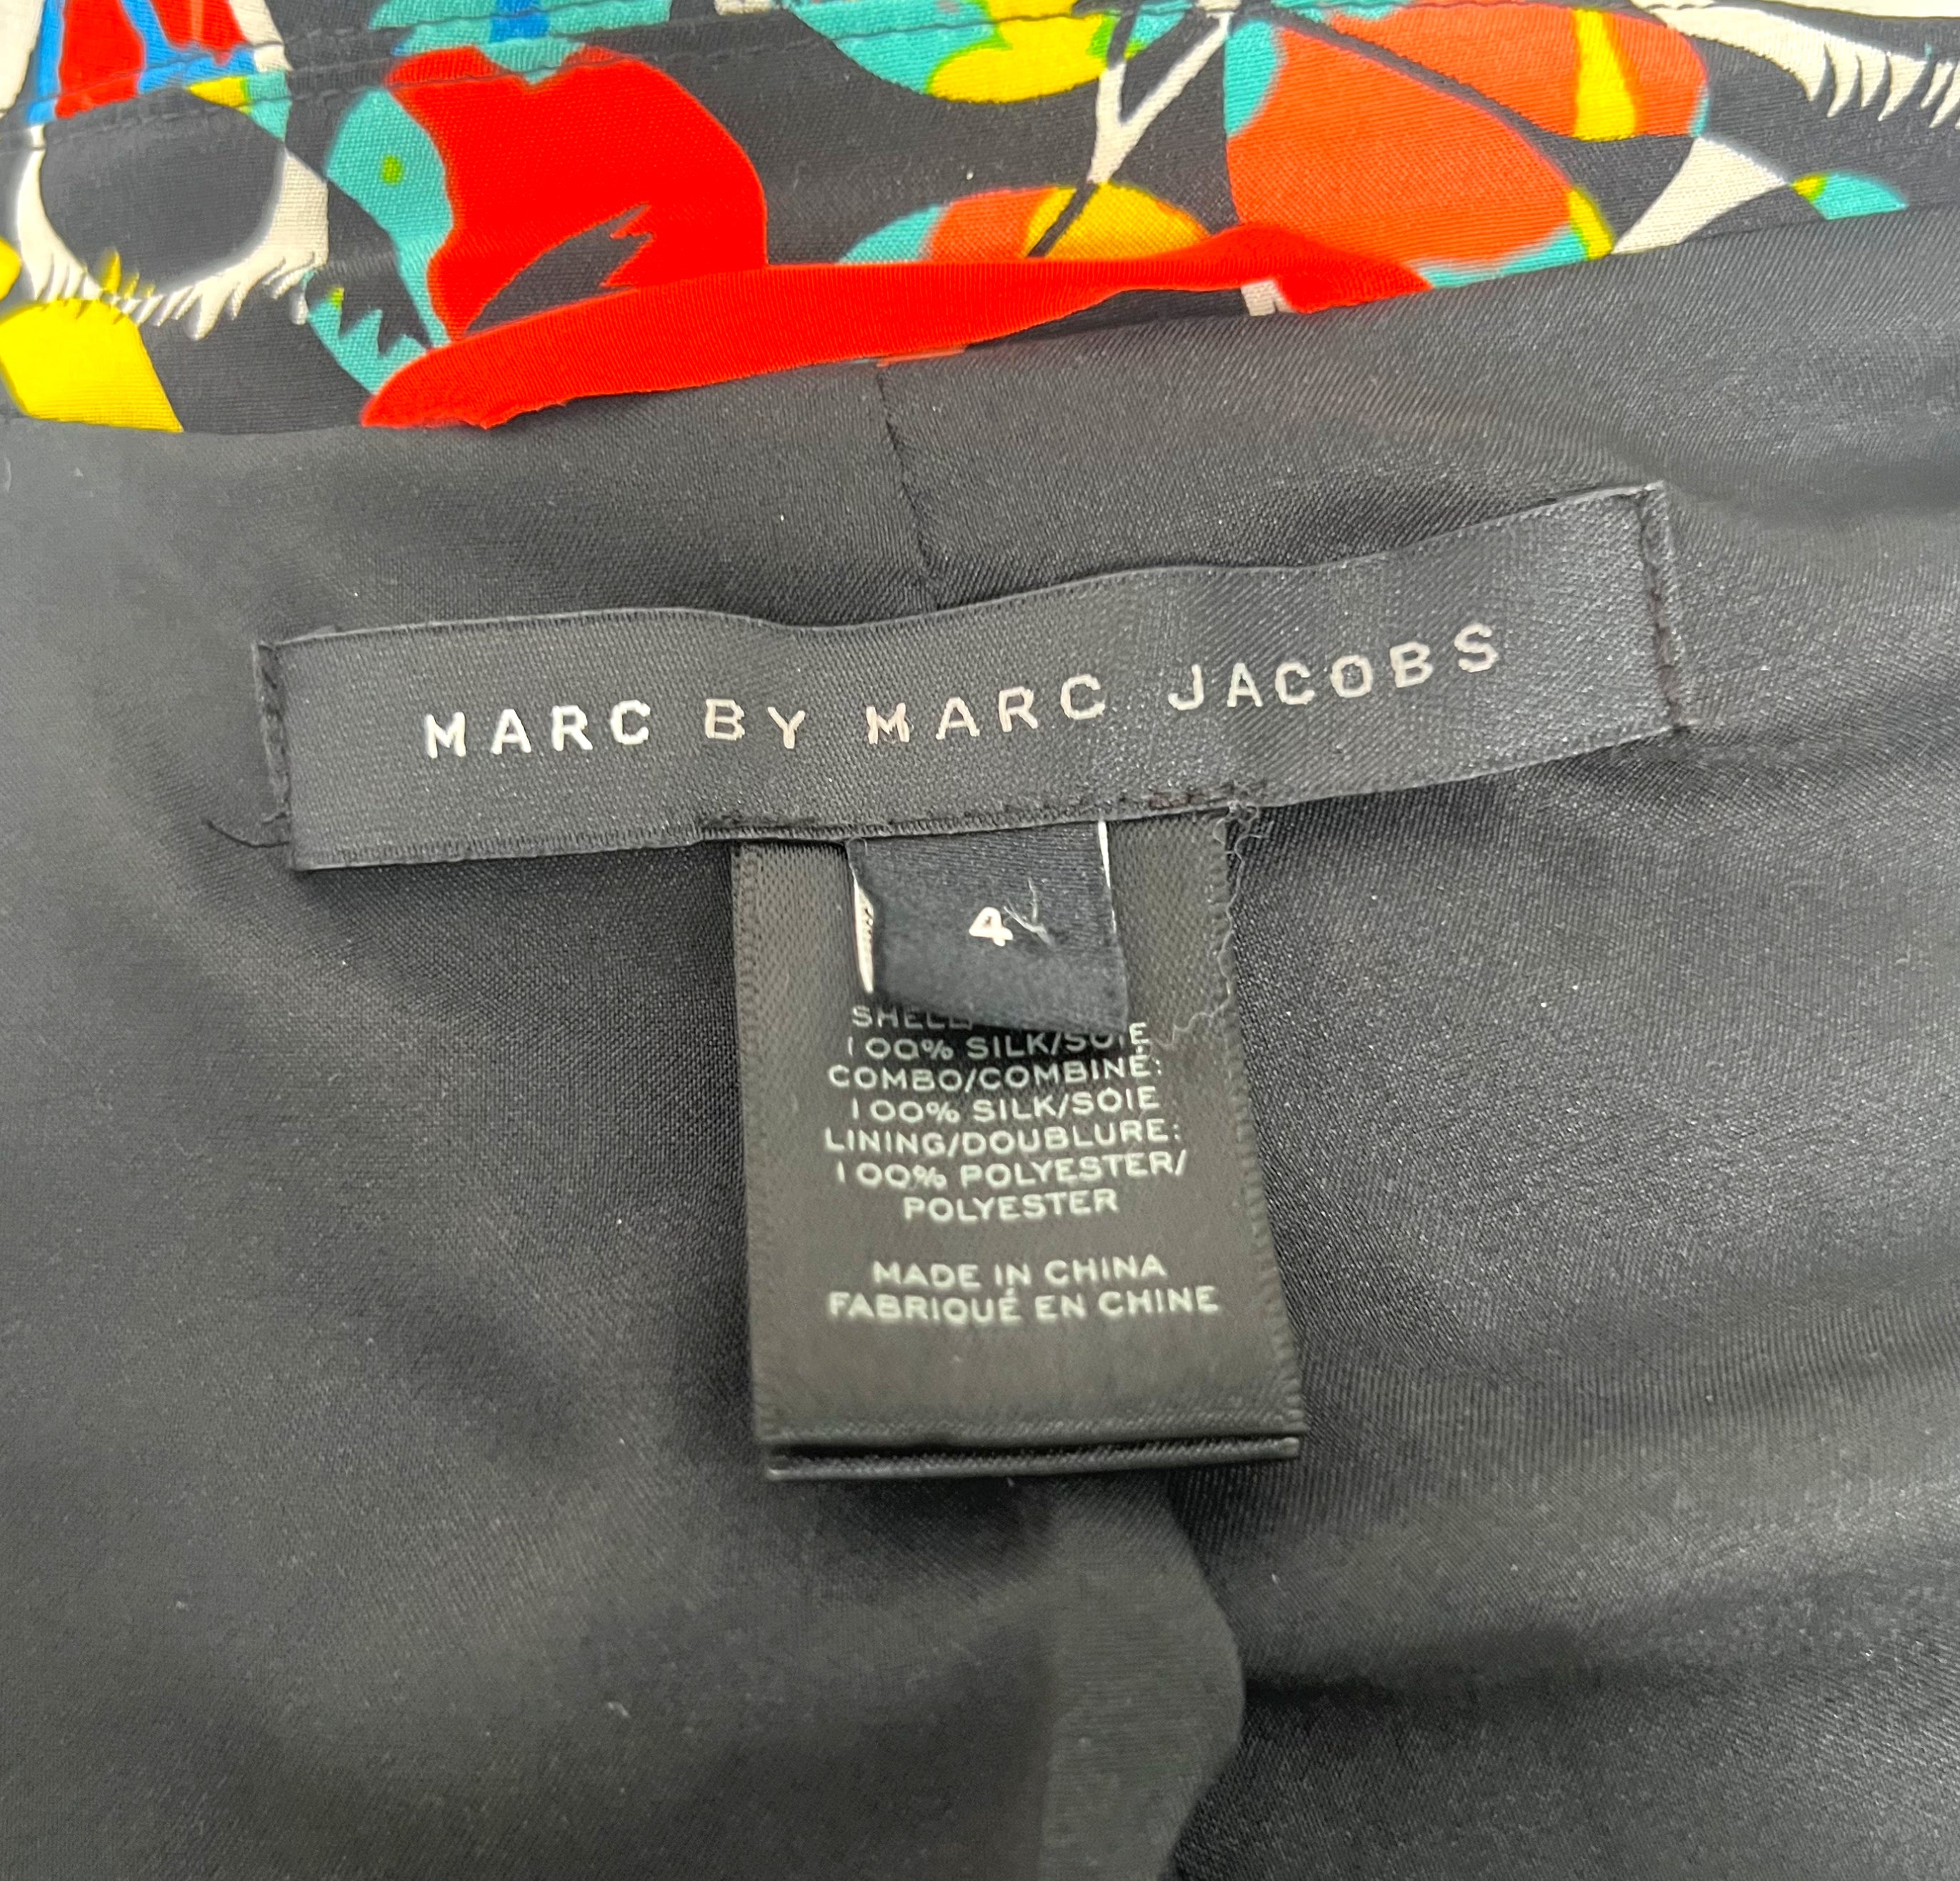 MARC BY MARC JACOBS
4
100% SILK/SOIE
COMBO/COMBINÉ:
100% SILK/SOIE
LINING/DOUBLURE:
100% POLYESTER/
POLYESTER
MADE IN CHINA
FABRIQUÉ EN CHINE